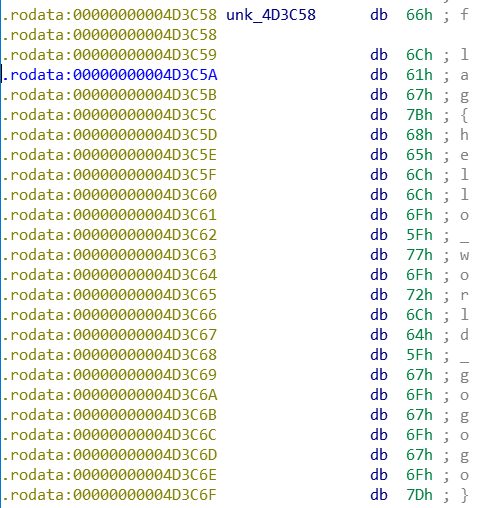 .rodata:00000000004D3C58 unk_4D3C58 db 66h ; f
.rodata:00000000004D3C58
.rodata:00000000004D3C59 db 6Ch ; l
.rodata:00000000004D3C5A db 61h ; a
.rodata:00000000004D3C5B db 67h ; g
.rodata:00000000004D3C5C db 7Bh ; {
.rodata:00000000004D3C5D db 68h ; h
.rodata:00000000004D3C5E db 65h ; e
.rodata:00000000004D3C5F db 6Ch ; l
.rodata:00000000004D3C60 db 6Ch ; l
.rodata:00000000004D3C61 db 6Fh ; o
.rodata:00000000004D3C62 db 5Fh ; _
.rodata:00000000004D3C63 db 77h ; w
.rodata:00000000004D3C64 db 6Fh ; o
.rodata:00000000004D3C65 db 72h ; r
.rodata:00000000004D3C66 db 6Ch ; l
.rodata:00000000004D3C67 db 64h ; d
.rodata:00000000004D3C68 db 5Fh ; _
.rodata:00000000004D3C69 db 67h ; g
.rodata:00000000004D3C6A db 6Fh ; o
.rodata:00000000004D3C6B db 67h ; g
.rodata:00000000004D3C6C db 6Fh ; o
.rodata:00000000004D3C6D db 67h ; g
.rodata:00000000004D3C6E db 6Fh ; o
.rodata:00000000004D3C6F db 7Dh ; }